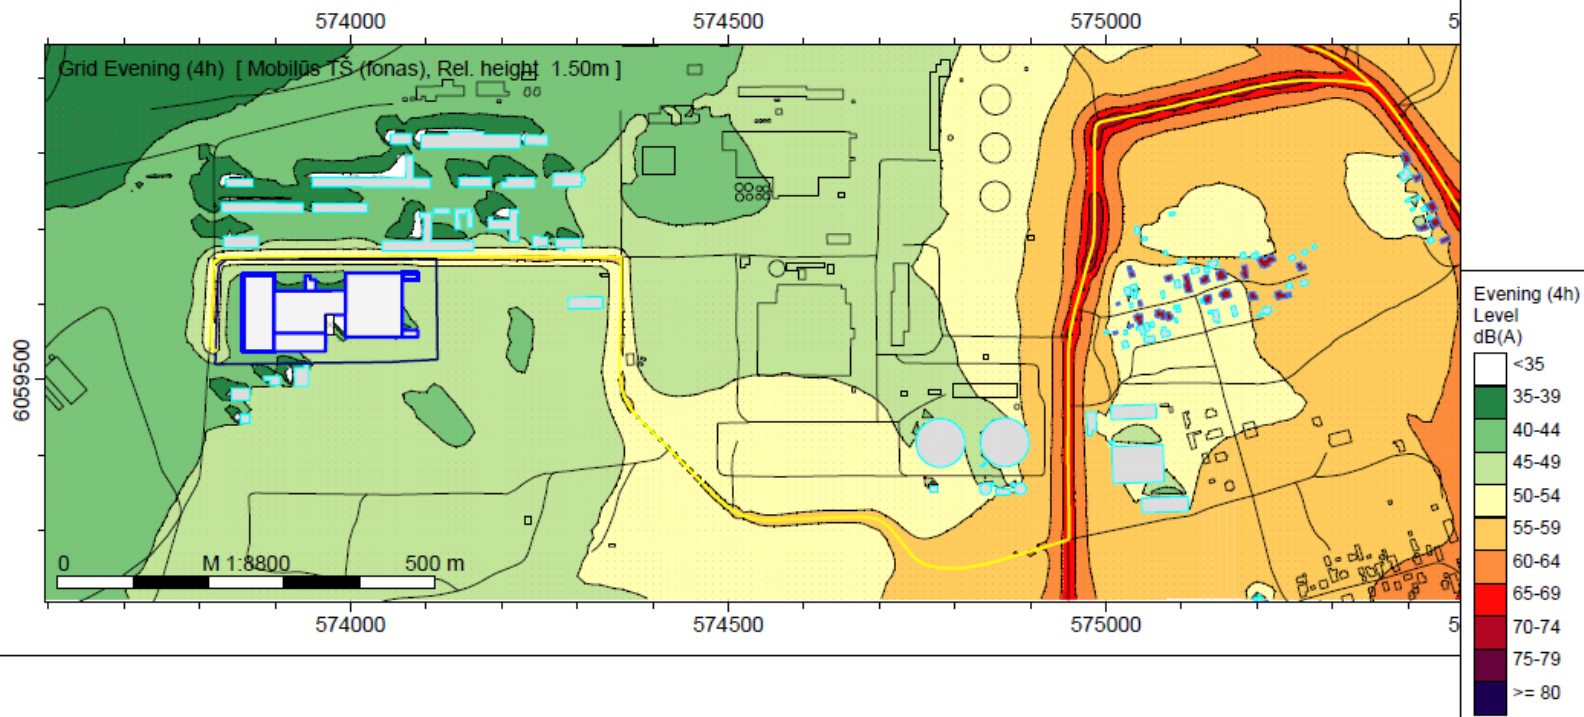 574000 574500 575000 5
Grid Evening (4h) [ Mobilūs TŠ (fonas), Rel. height 1.50m ]
6059500
0 M 1:8800 500 m
574000 574500 575000 5
Evening (4h)
Level
dB(A)
<35
35-39
40-44
45-49
50-54
55-59
60-64
65-69
70-74
75-79
>= 80